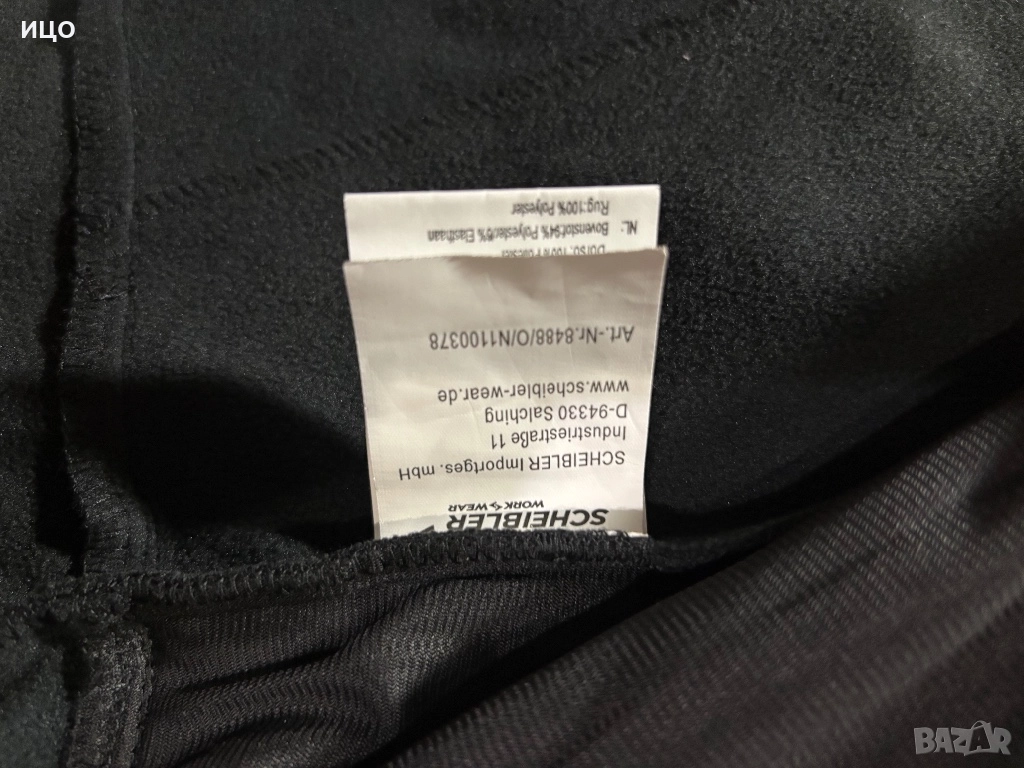 ИЦО
SCHEIBLER
WORK WEAR
SCHEIBLER Importges. mbH
Industriestraße 11
D-94330 Salching
www.scheibler-wear.de
Art.-Nr.8488/O/N1100378
NL: Bovenstof:94% Polyester/6% Elasthaan
Rug:100% Polyester
BAZAR